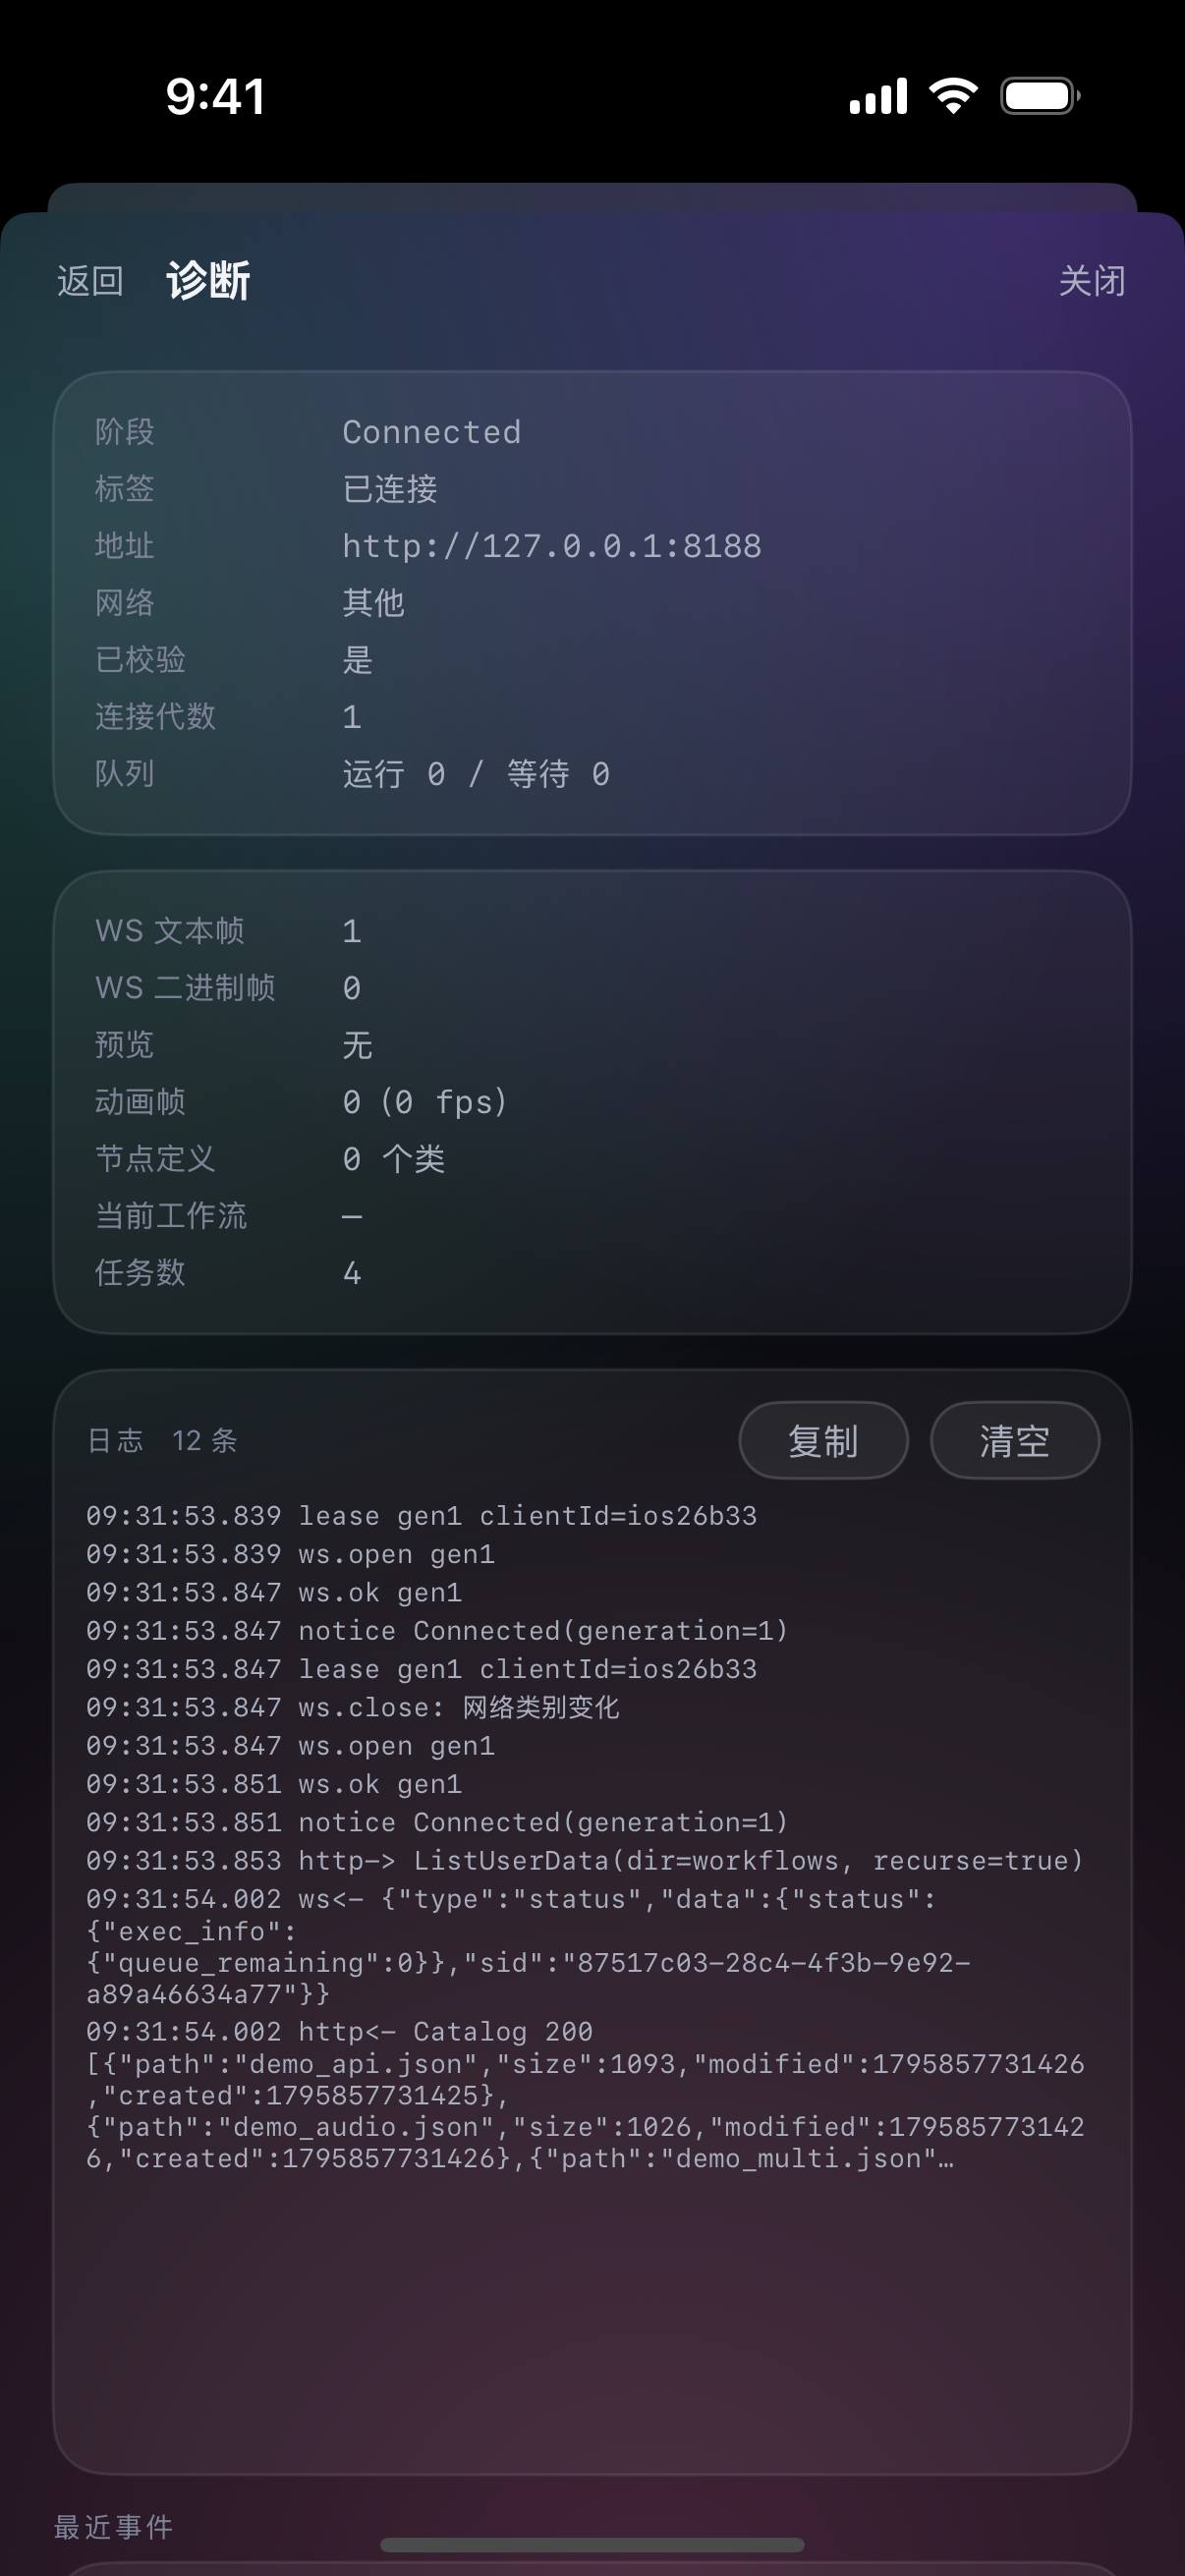 9:41
返回 诊断 关闭
阶段 Connected
标签 已连接
地址 http://127.0.0.1:8188
网络 其他
已校验 是
连接代数 1
队列 运行 0 / 等待 0
WS 文本帧 1
WS 二进制帧 0
预览 无
动画帧 0 (0 fps)
节点定义 0 个类
当前工作流 —
任务数 4
日志 12 条 复制 清空
09:31:53.839 lease gen1 clientId=ios26b33
09:31:53.839 ws.open gen1
09:31:53.847 ws.ok gen1
09:31:53.847 notice Connected(generation=1)
09:31:53.847 lease gen1 clientId=ios26b33
09:31:53.847 ws.close: 网络类别变化
09:31:53.847 ws.open gen1
09:31:53.851 ws.ok gen1
09:31:53.851 notice Connected(generation=1)
09:31:53.853 http-> ListUserData(dir=workflows, recurse=true)
09:31:54.002 ws<- {"type":"status","data":{"status":
{"exec_info":
{"queue_remaining":0}},"sid":"87517c03-28c4-4f3b-9e92-
a89a46634a77"}}
09:31:54.002 http<- Catalog 200
[{"path":"demo_api.json","size":1093,"modified":1795857731426
,"created":1795857731425},
{"path":"demo_audio.json","size":1026,"modified":179585773142
6,"created":1795857731426},{"path":"demo_multi.json"…
最近事件